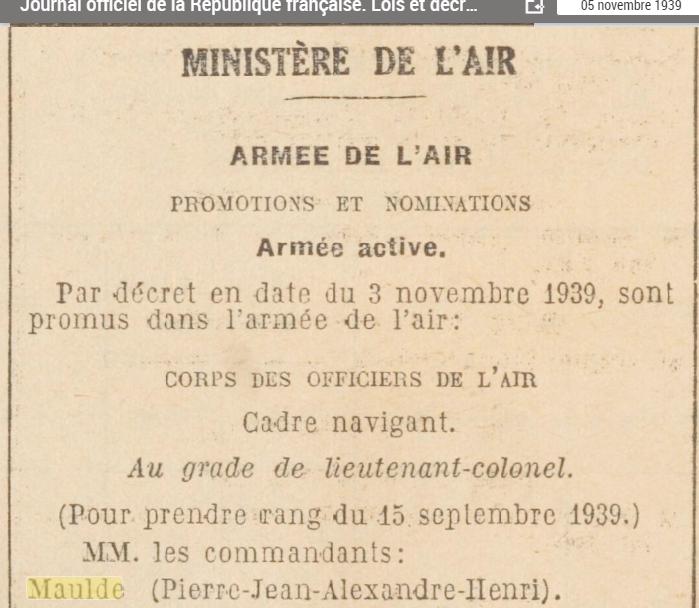 Journal officiel de la République française. Lois et décr...
05 novembre 1939
MINISTÈRE DE L'AIR
ARMEE DE L'AIR
PROMOTIONS ET NOMINATIONS
Armée active.
Par décret en date du 3 novembre 1939, sont
promus dans l'armée de l'air:
CORPS DES OFFICIERS DE L'AIR
Cadre navigant.
Au grade de lieutenant-colonel.
(Pour prendre rang du 15 septembre 1939.)
MM. les commandants:
Maulde (Pierre-Jean-Alexandre-Henri).